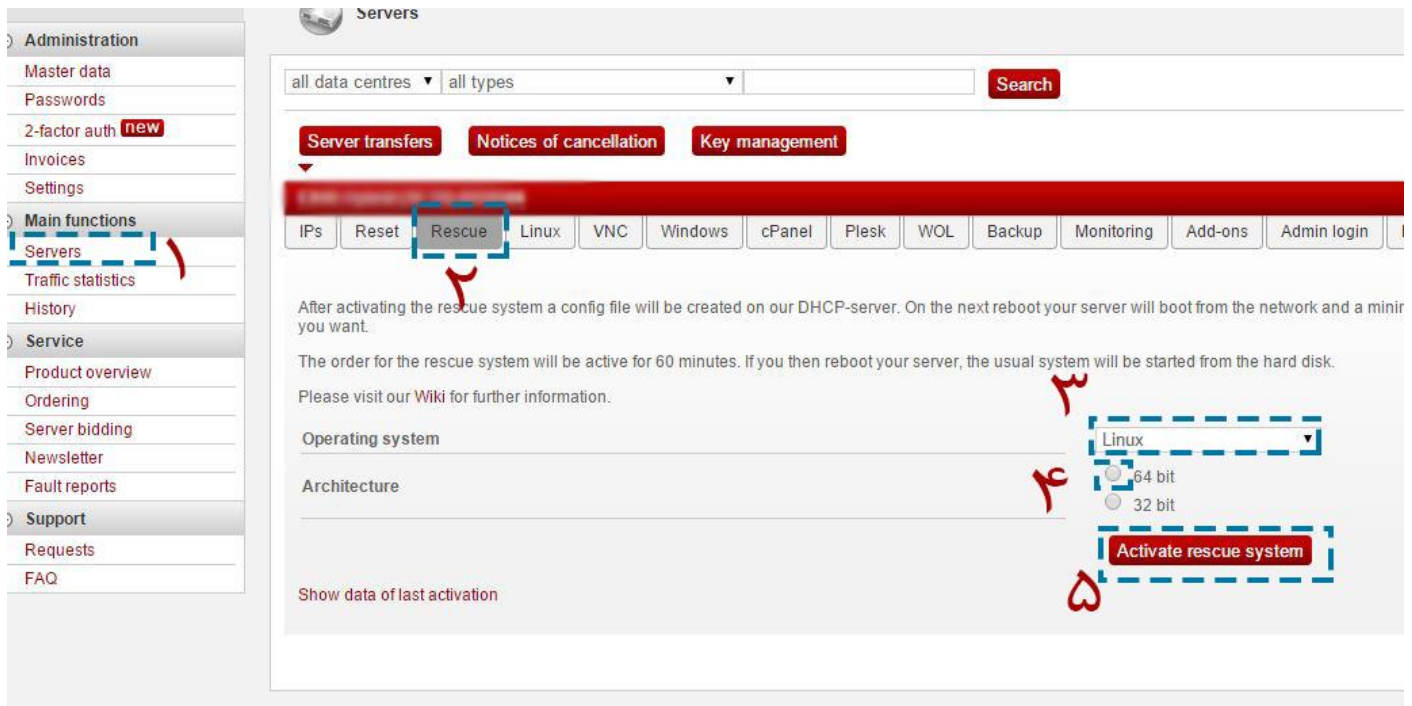 Servers
Administration
Master data
Passwords
2-factor auth new
Invoices
Settings
Main functions
Servers
۱
Traffic statistics
History
Service
Product overview
Ordering
Server bidding
Newsletter
Fault reports
Support
Requests
FAQ
all data centres all types Search
Server transfers Notices of cancellation Key management
IPs Reset Rescue Linux VNC Windows cPanel Plesk WOL Backup Monitoring Add-ons Admin login
۲
After activating the rescue system a config file will be created on our DHCP-server. On the next reboot your server will boot from the network and a
you want.
The order for the rescue system will be active for 60 minutes. If you then reboot your server, the usual system will be started from the hard disk.
Please visit our Wiki for further information.
۳
Operating system Linux
Architecture ۴ 64 bit
32 bit
Activate rescue system
۵
Show data of last activation